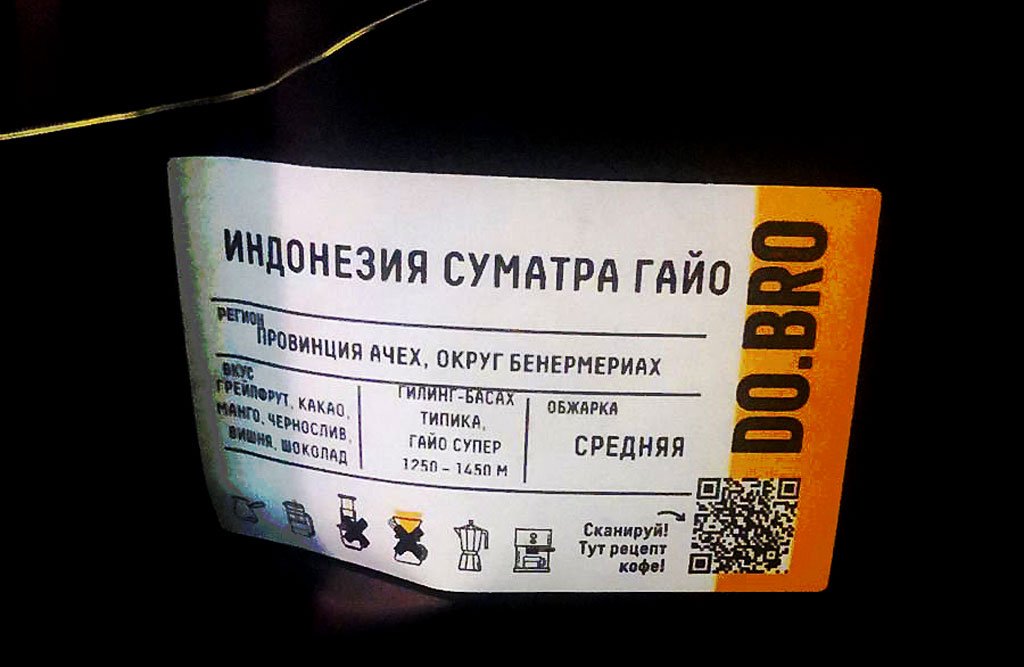 ИНДОНЕЗИЯ СУМАТРА ГАЙО
РЕГИОН
ПРОВИНЦИЯ АЧЕХ, ОКРУГ БЕНЕРМЕРИАХ
ВКУС
ГРЕЙПФРУТ, КАКАО,
МАНГО, ЧЕРНОСЛИВ,
ВИШНЯ, ШОКОЛАД
ГИЛИНГ-БАСАХ
ТИПИКА,
ГАЙО СУПЕР
1250 – 1450 М
ОБЖАРКА
СРЕДНЯЯ
Сканируй!
Тут рецепт
кофе!
DO.BRO